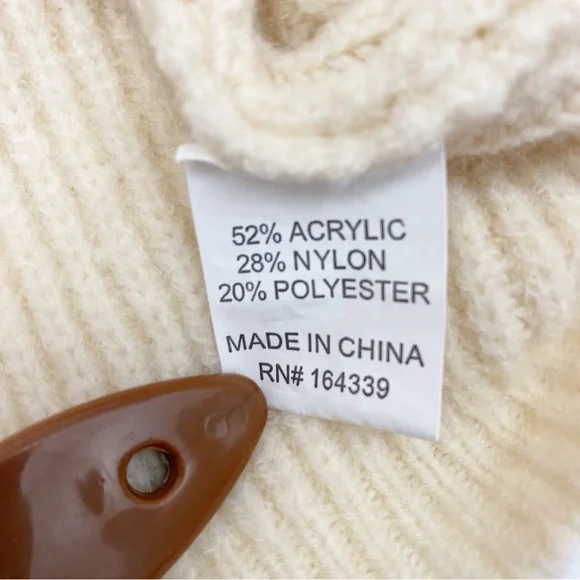 52% ACRYLIC
28% NYLON
20% POLYESTER
MADE IN CHINA
RN# 164339